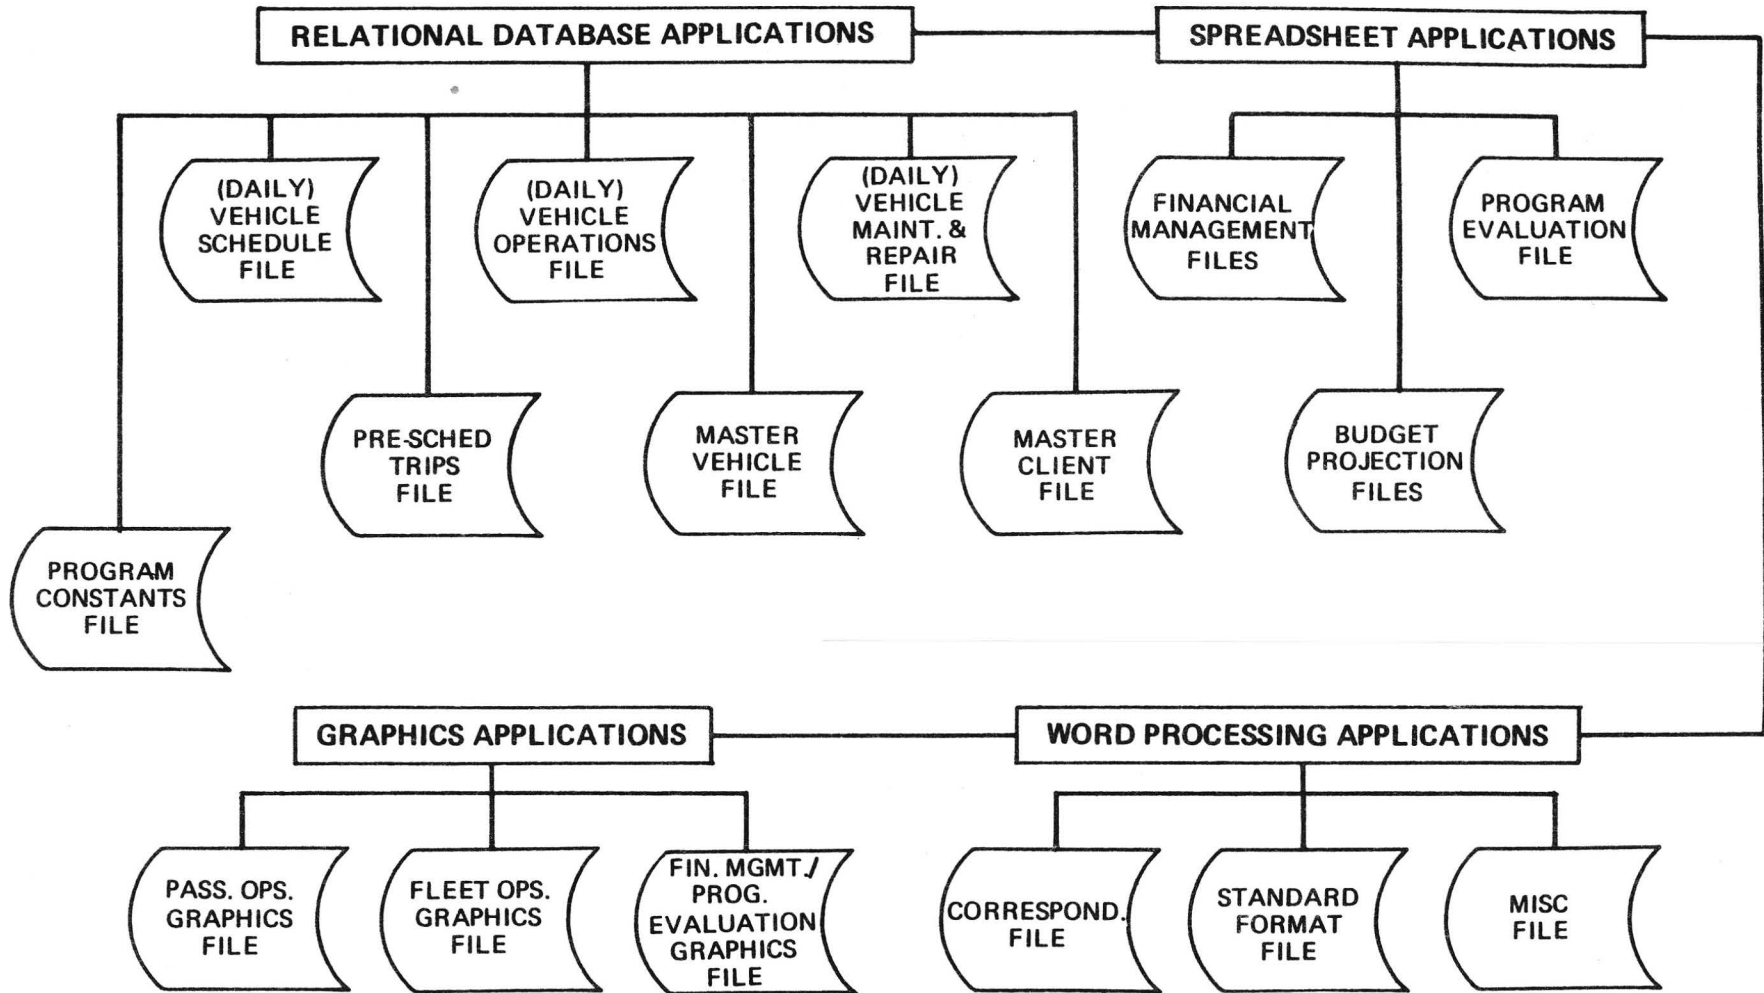 RELATIONAL DATABASE APPLICATIONS
SPREADSHEET APPLICATIONS
(DAILY)
VEHICLE
SCHEDULE
FILE
(DAILY)
VEHICLE
OPERATIONS
FILE
(DAILY)
VEHICLE
MAINT. &
REPAIR
FILE
FINANCIAL
MANAGEMENT
FILES
PROGRAM
EVALUATION
FILE
PRE-SCHED
TRIPS
FILE
MASTER
VEHICLE
FILE
MASTER
CLIENT
FILE
BUDGET
PROJECTION
FILES
PROGRAM
CONSTANTS
FILE
GRAPHICS APPLICATIONS
WORD PROCESSING APPLICATIONS
PASS. OPS.
GRAPHICS
FILE
FLEET OPS.
GRAPHICS
FILE
FIN. MGMT./
PROG.
EVALUATION
GRAPHICS
FILE
CORRESPOND.
FILE
STANDARD
FORMAT
FILE
MISC
FILE